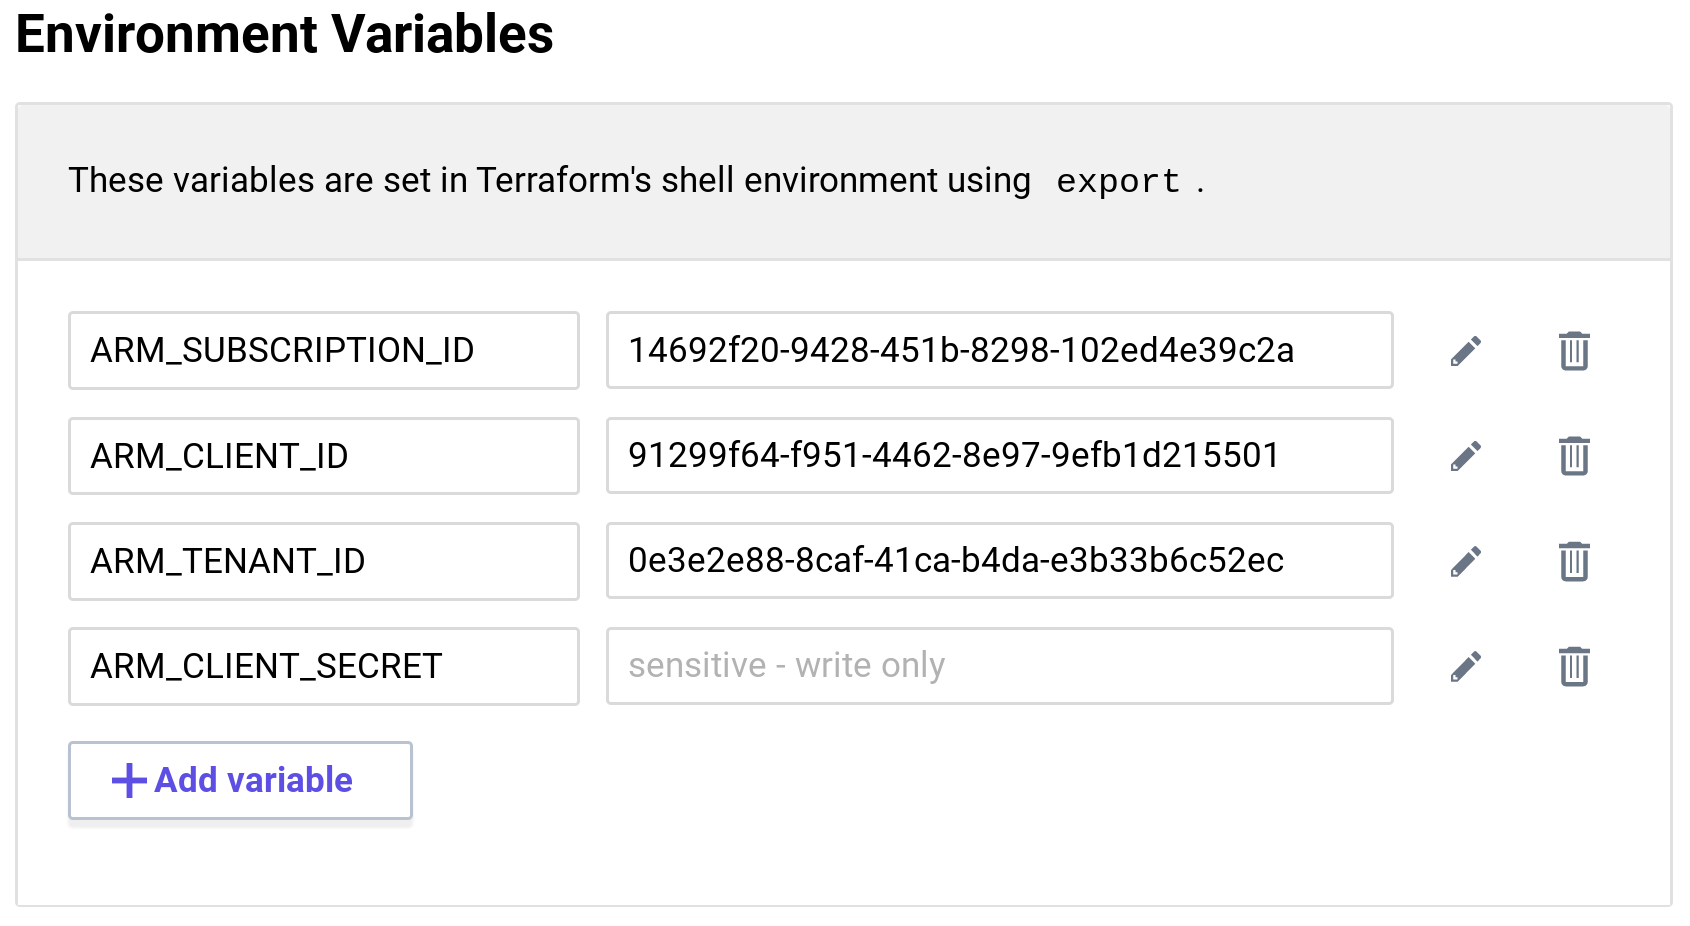 Environment Variables
These variables are set in Terraform's shell environment using export .
ARM_SUBSCRIPTION_ID 14692f20-9428-451b-8298-102ed4e39c2a
ARM_CLIENT_ID 91299f64-f951-4462-8e97-9efb1d215501
ARM_TENANT_ID 0e3e2e88-8caf-41ca-b4da-e3b33b6c52ec
ARM_CLIENT_SECRET sensitive - write only
Add variable